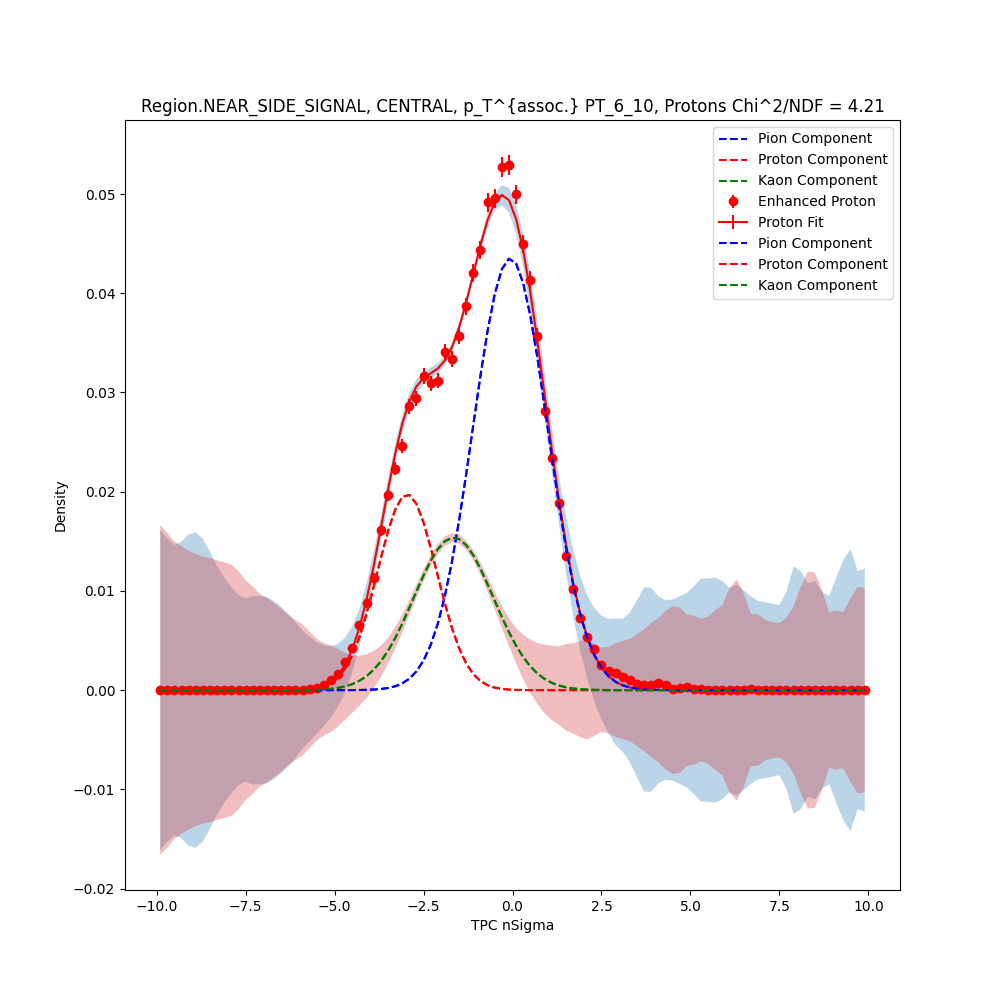 Region.NEAR_SIDE_SIGNAL, CENTRAL, p_T^{assoc.} PT_6_10, Protons Chi^2/NDF = 4.21
Pion Component
Proton Component
Kaon Component
Enhanced Proton
Proton Fit
Pion Component
Proton Component
Kaon Component
Density
0.05
0.04
0.03
0.02
0.01
0.00
−0.01
−0.02
−10.0 −7.5 −5.0 −2.5 0.0 2.5 5.0 7.5 10.0
TPC nSigma